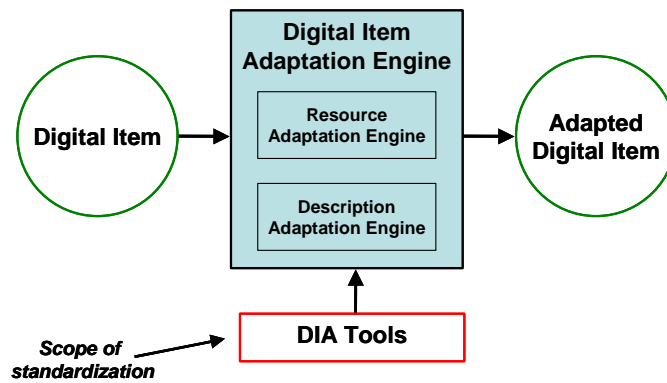 Digital Item
Adaptation Engine
Resource
Adaptation Engine
Digital Item
Adapted
Digital Item
Description
Adaptation Engine
DIA Tools
Scope of
standardization